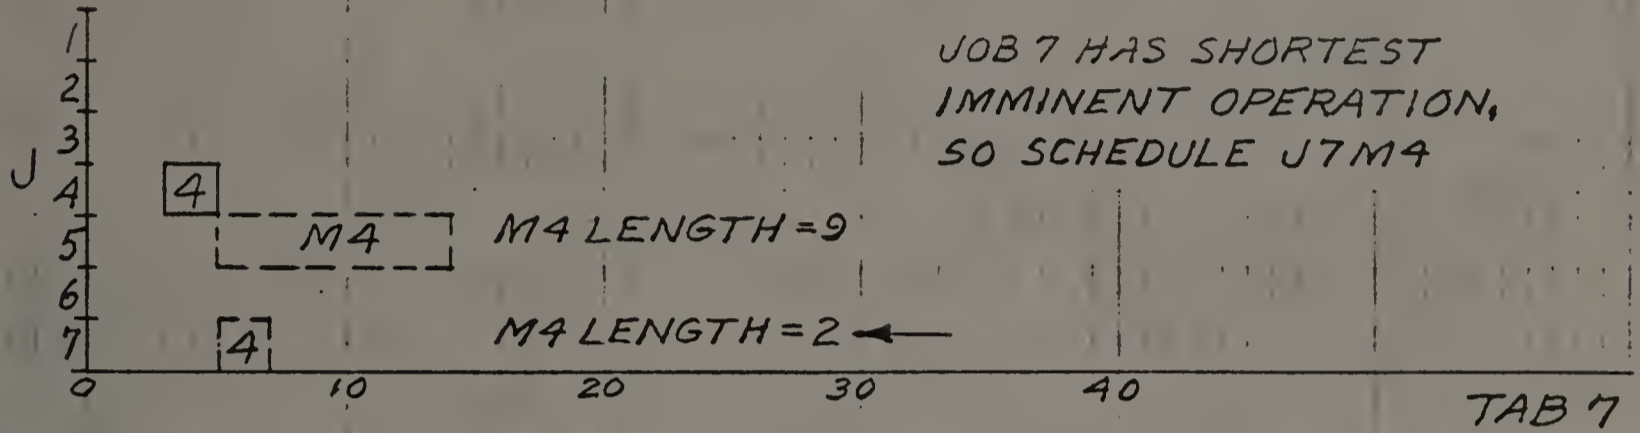 JOB 7 HAS SHORTEST
IMMINENT OPERATION,
SO SCHEDULE J7M4
J
1
2
3
4
5
6
7
4
M4
M4 LENGTH = 9
4
M4 LENGTH = 2
0 10 20 30 40
TAB 7